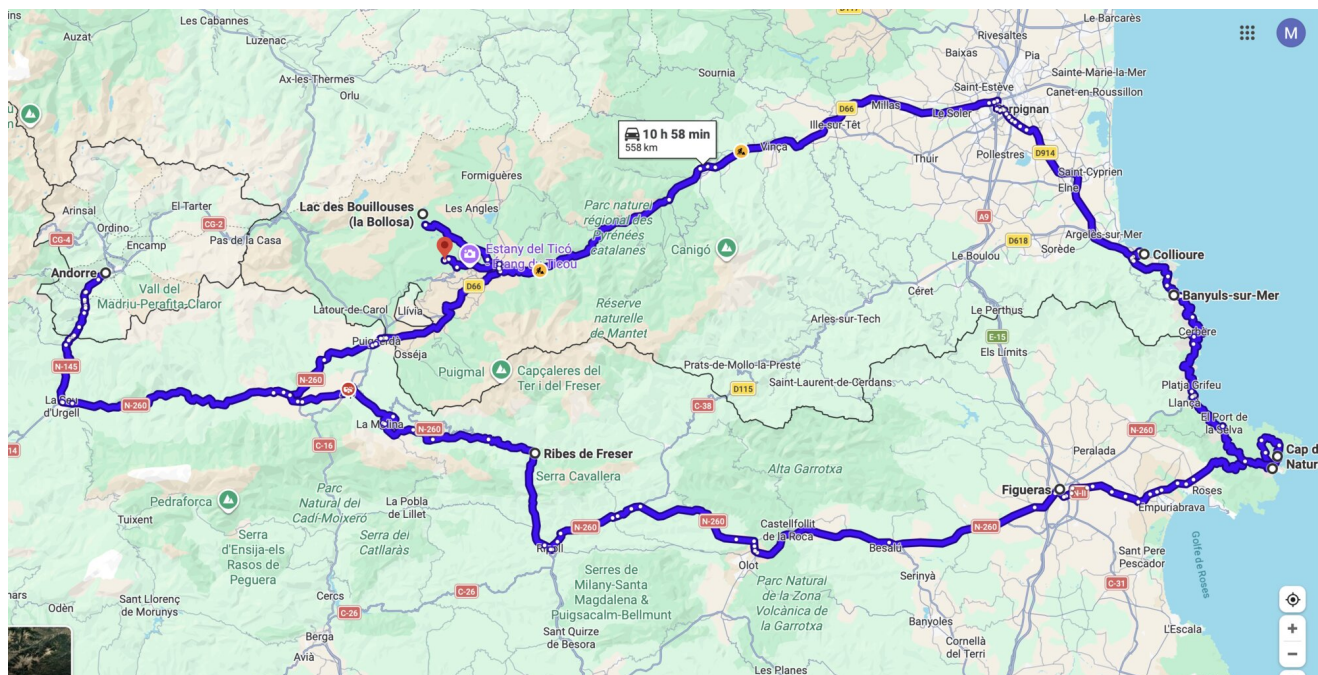 ins
Les Cabannes
Auzat
Luzenac
Ax-les-Thermes
Orlu
Sournia
Le Barcarès
Rivesaltes
Baixas
Pia
Saint-Estève
Sainte-Marie-la-Mer
Canet-en-Roussillon
M
D66
Millas
Le Soler
erpignan
Ille-sur-Têt
10 h 58 min
558 km
Vinça
Thuir
Pollestres
D914
Saint-Cyprien
Elne
Formiguères
Lac des Bouillouses
(la Bollosa)
Les Angles
Parc naturel
régional des
Pyrénées
catalanes
Canigó
A9
D618
Argelès-sur-Mer
Sorède
Collioure
Le Boulou
Arinsal
El Tarter
CG-2
Ordino
CG-4
Encamp
Pas de la Casa
Andorre
Vall del
Madriu-Perafita-Claror
Estany del Ticó
Étang du Ticou
D66
Réserve
naturelle
de Mantet
Céret
Banyuls-sur-Mer
Latour-de-Carol
Llívia
Puigcerdà
Osséja
Arles-sur-Tech
Le Perthus
E-15
Els Límits
Cerbère
N-145
La Seu
d'Urgell
N-260
N-260
Puigmal
Capçaleres del
Ter i del Freser
Prats-de-Mollo-la-Preste
Saint-Laurent-de-Cerdans
D115
Platja Grifeu
Llançà
El Port de
la Selva
La Molina
N-260
C-38
C-16
14
Ribes de Freser
Serra Cavallera
Alta Garrotxa
Peralada
N-260
Cap d
Natur
Roses
Empuriabrava
Figueras
N-II
Pedraforca
Tuixent
Parc
Natural del
Cadí-Moixeró
La Pobla
de Lillet
Serra del
Catllaràs
Serra
d'Ensija-els
Rasos de
Peguera
Ripoll
N-260
N-260
Castellfollit
de la Roca
Olot
Besalú
N-260
Golfe de Roses
Sant Pere
Pescador
Serinyà
C-31
Parc Natural
de la Zona
Volcànica de
la Garrotxa
Serres de
Milany-Santa
Magdalena &
Puigsacalm-Bellmunt
C-26
C-26
Cercs
Sant Llorenç
de Morunys
Odèn
nars
Berga
Avià
Sant Quirze
de Besora
Les Planes
Banyoles
Cornellà
del Terri
L'Escala